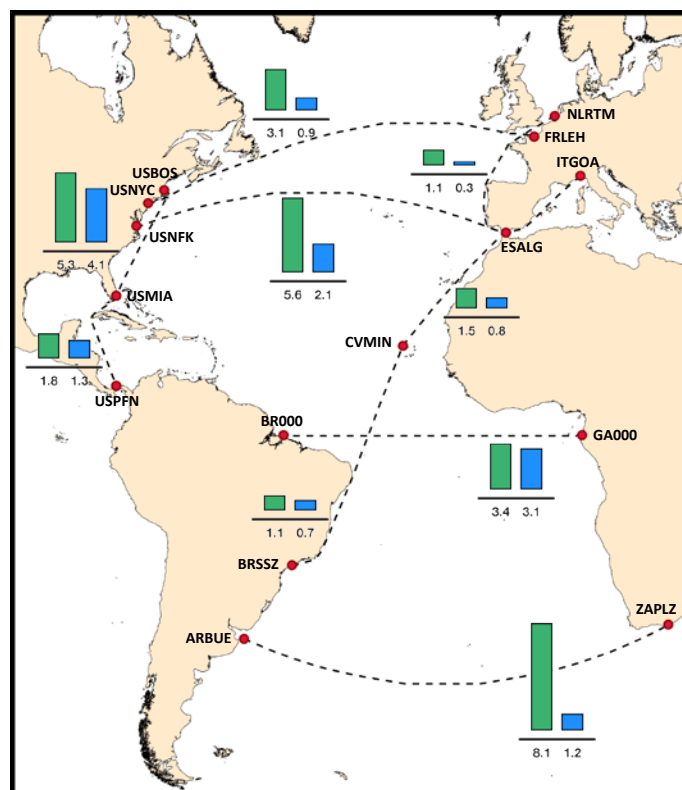 3.1 0.9
NLRTM
FRLEH
ITGOA
1.1 0.3
USBOS
USNYC
USNFK
ESALG
5.3 4.1
5.6 2.1
USMIA
1.5 0.8
CVMIN
1.8 1.3
USPFN
BR000
GA000
3.4 3.1
1.1 0.7
BRSSZ
ZAPLZ
ARBUE
8.1 1.2